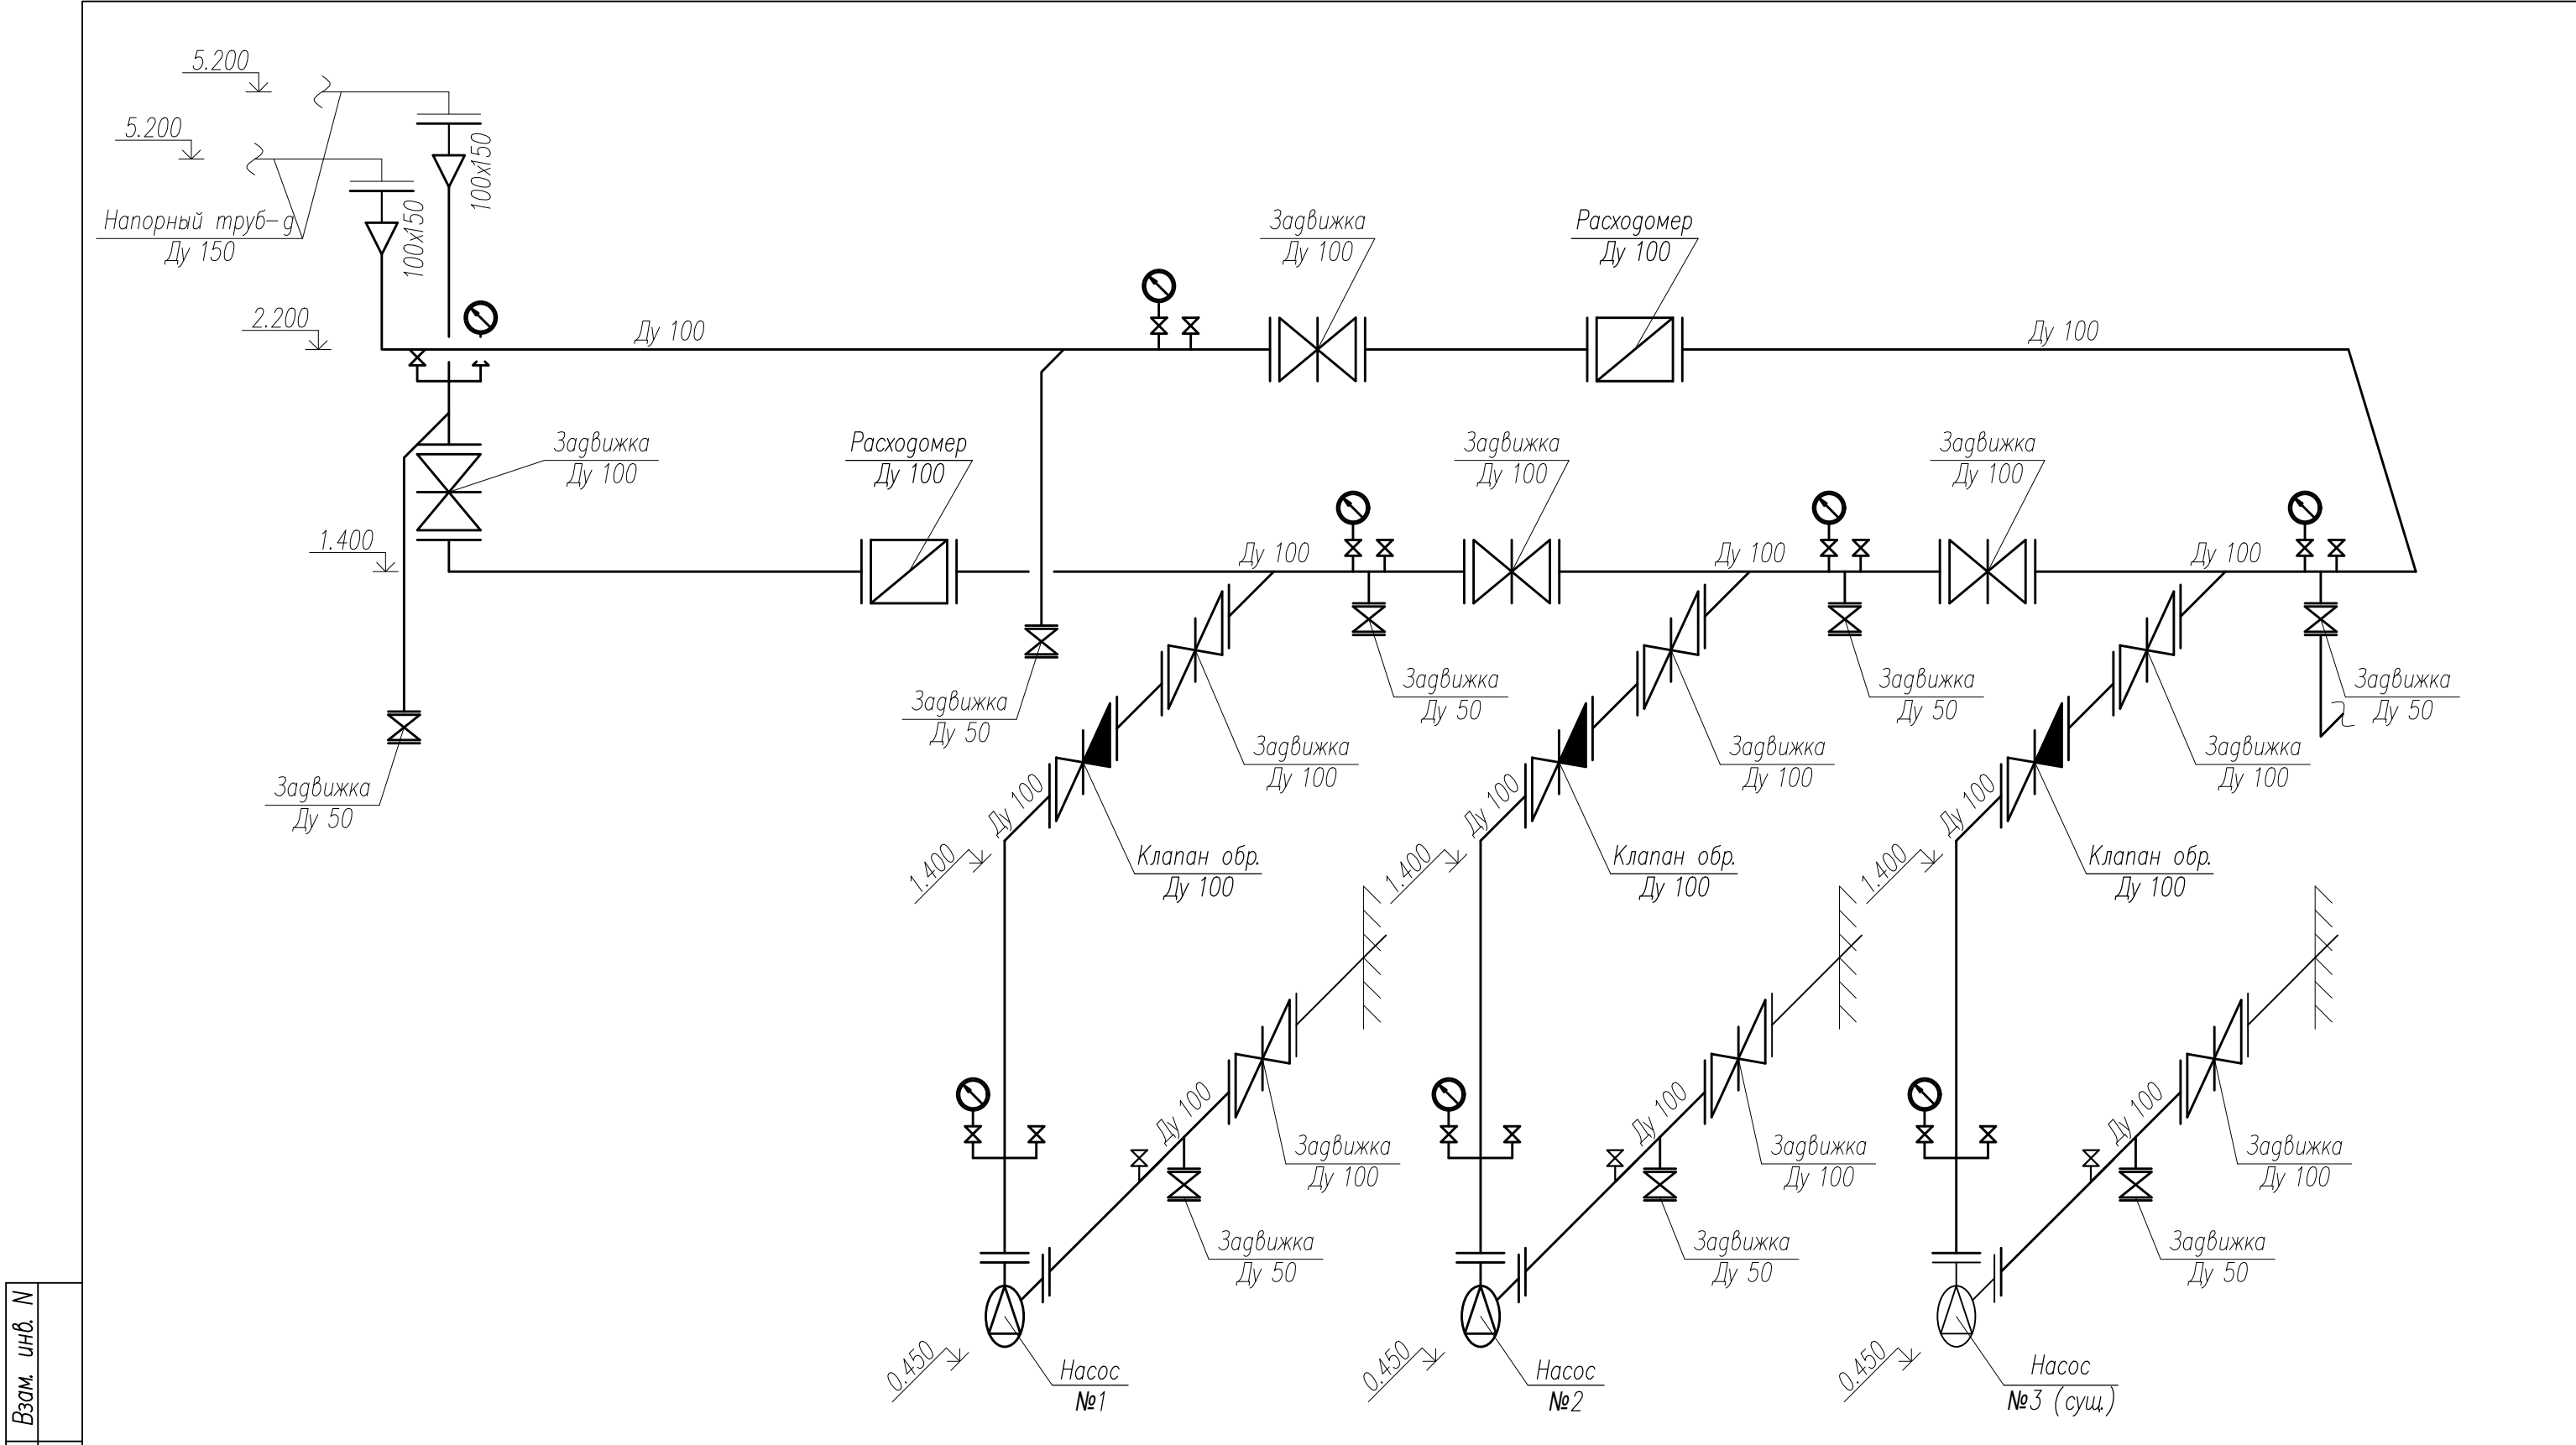 5.200
5.200
100х150
100х150
Напорный труб-д
Ду 150
Задвижка
Ду 100
Расходомер
Ду 100
2.200
Ду 100
Ду 100
Задвижка
Ду 100
Расходомер
Ду 100
Задвижка
Ду 100
Задвижка
Ду 100
1.400
Ду 100
Ду 100
Ду 100
Задвижка
Ду 50
Задвижка
Ду 50
Задвижка
Ду 50
Задвижка
Ду 50
Задвижка
Ду 100
Задвижка
Ду 100
Задвижка
Ду 100
Задвижка
Ду 50
Ду 100
Ду 100
Ду 100
1.400
Клапан обр.
Ду 100
1.400
Клапан обр.
Ду 100
1.400
Клапан обр.
Ду 100
Ду 100
Ду 100
Ду 100
Задвижка
Ду 100
Задвижка
Ду 100
Задвижка
Ду 100
Задвижка
Ду 50
Задвижка
Ду 50
Задвижка
Ду 50
0.450
Насос
№1
0.450
Насос
№2
0.450
Насос
№3 (сущ.)
Взам. инв. N